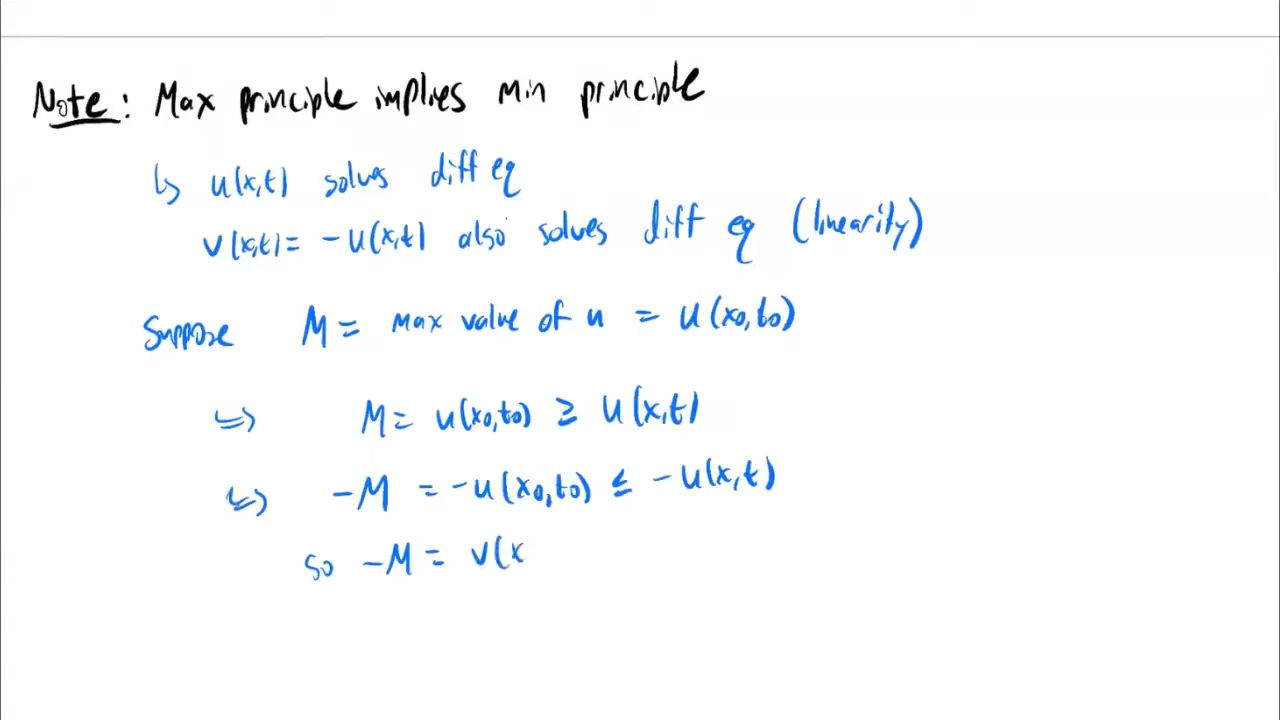 Note: Max principle implies min principle
↳ u(x,t) solves diff eq
v(x,t) = -u(x,t) also solves diff eq (linearity)
Suppose M = max value of u = u(x0,t0)
⇒ M = u(x0,t0) ≥ u(x,t)
⇒ -M = -u(x0,t0) ≤ -u(x,t)
so -M = v(x